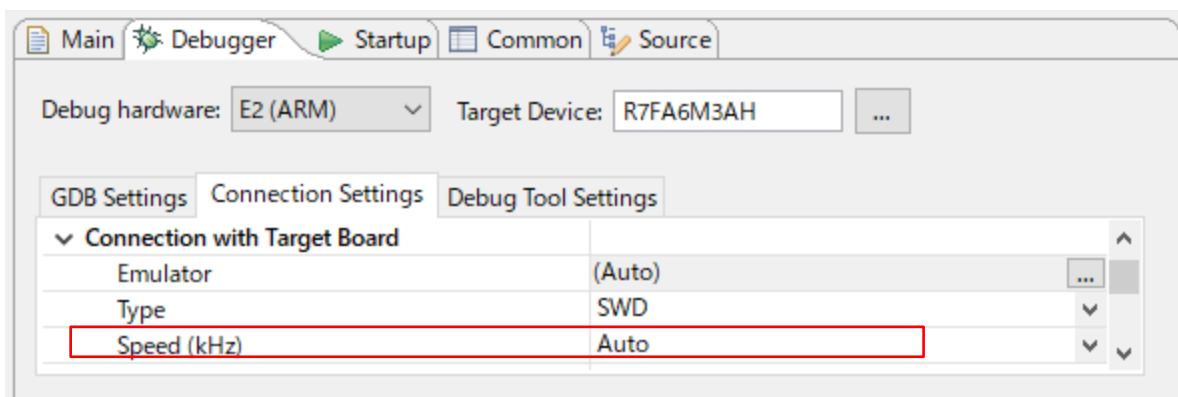 Main Debugger Startup Common Source
Debug hardware: E2 (ARM) Target Device: R7FA6M3AH ...
GDB Settings Connection Settings Debug Tool Settings
Connection with Target Board
Emulator (Auto) ...
Type SWD
Speed (kHz) Auto